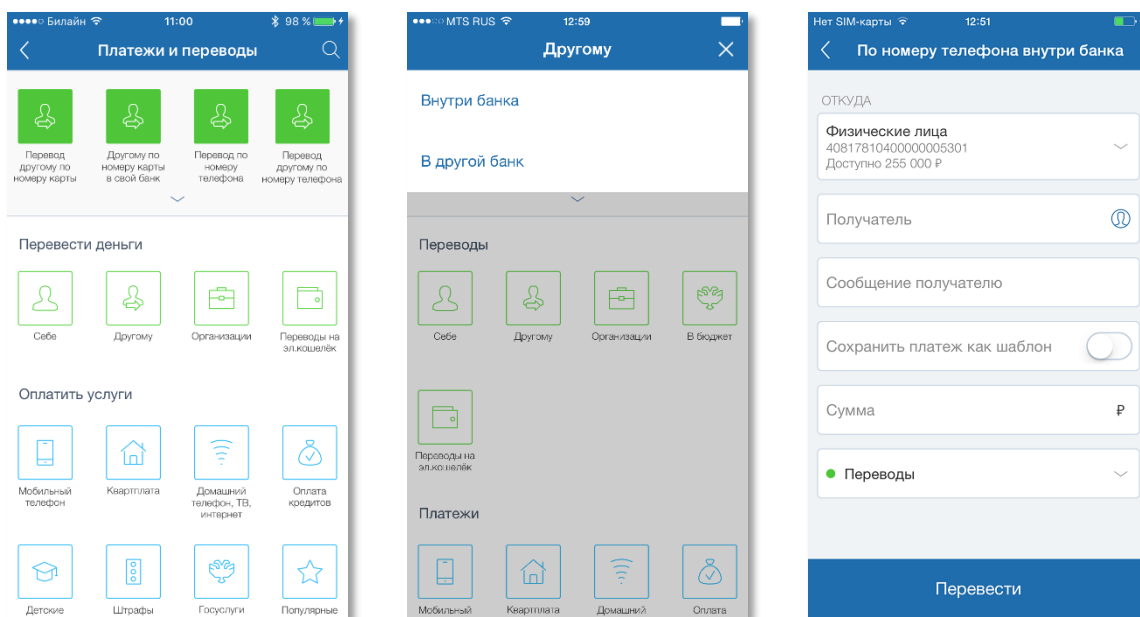 Билайн 11:00 98 %
Платежи и переводы
Перевод
другому по
номеру карты
Другому по
номеру карты
в свой банк
Перевод по
номеру
телефона
Перевод
другому по
номеру телефона
Перевести деньги
Себе
Другому
Организации
Переводы на
эл.кошелёк
Оплатить услуги
Мобильный
телефон
Квартплата
Домашний
телефон, ТВ,
интернет
Оплата
кредитов
Детские
Штрафы
Госуслуги
Популярные
MTS RUS 12:59
Другому
Внутри банка
В другой банк
Переводы
Себе
Другому
Организации
В бюджет
Переводы на
эл.кошелёк
Платежи
Мобильный
Квартплата
Домашний
Оплата
Нет SIM-карты 12:51
По номеру телефона внутри банка
ОТКУДА
Физические лица
40817810400000005301
Доступно 255 000 ₽
Получатель
Сообщение получателю
Сохранить платеж как шаблон
Сумма ₽
Переводы
Перевести